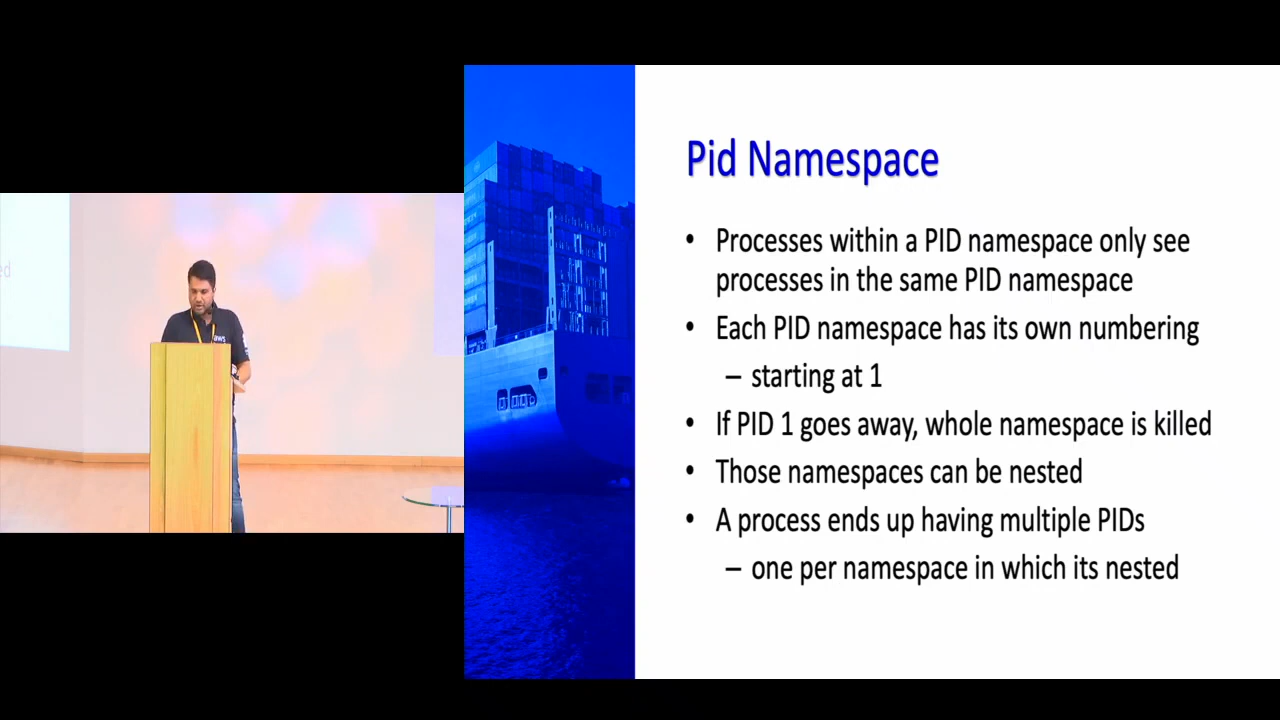 Pid Namespace
• Processes within a PID namespace only see
processes in the same PID namespace
• Each PID namespace has its own numbering
– starting at 1
• If PID 1 goes away, whole namespace is killed
• Those namespaces can be nested
• A process ends up having multiple PIDs
– one per namespace in which its nested
ed
aws